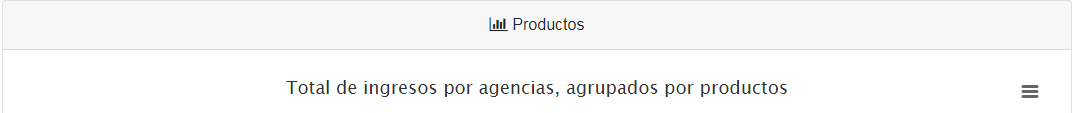 Productos
Total de ingresos por agencias, agrupados por productos